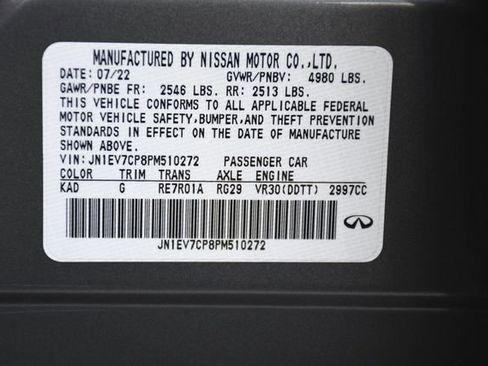 MANUFACTURED BY NISSAN MOTOR CO.,LTD.
DATE: 07/22 GVWR/PNBV: 4980 LBS.
GAWR/PNBE FR: 2546 LBS. RR: 2513 LBS.
THIS VEHICLE CONFORMS TO ALL APPLICABLE FEDERAL
MOTOR VEHICLE SAFETY,BUMPER,AND THEFT PREVENTION
STANDARDS IN EFFECT ON THE DATE OF MANUFACTURE
SHOWN ABOVE.
VIN: JN1EV7CP8PM510272 PASSENGER CAR
COLOR TRIM TRANS AXLE ENGINE
KAD G RE7R01A RG29 VR30(DDTT) 2997CC
JN1EV7CP8PM510272